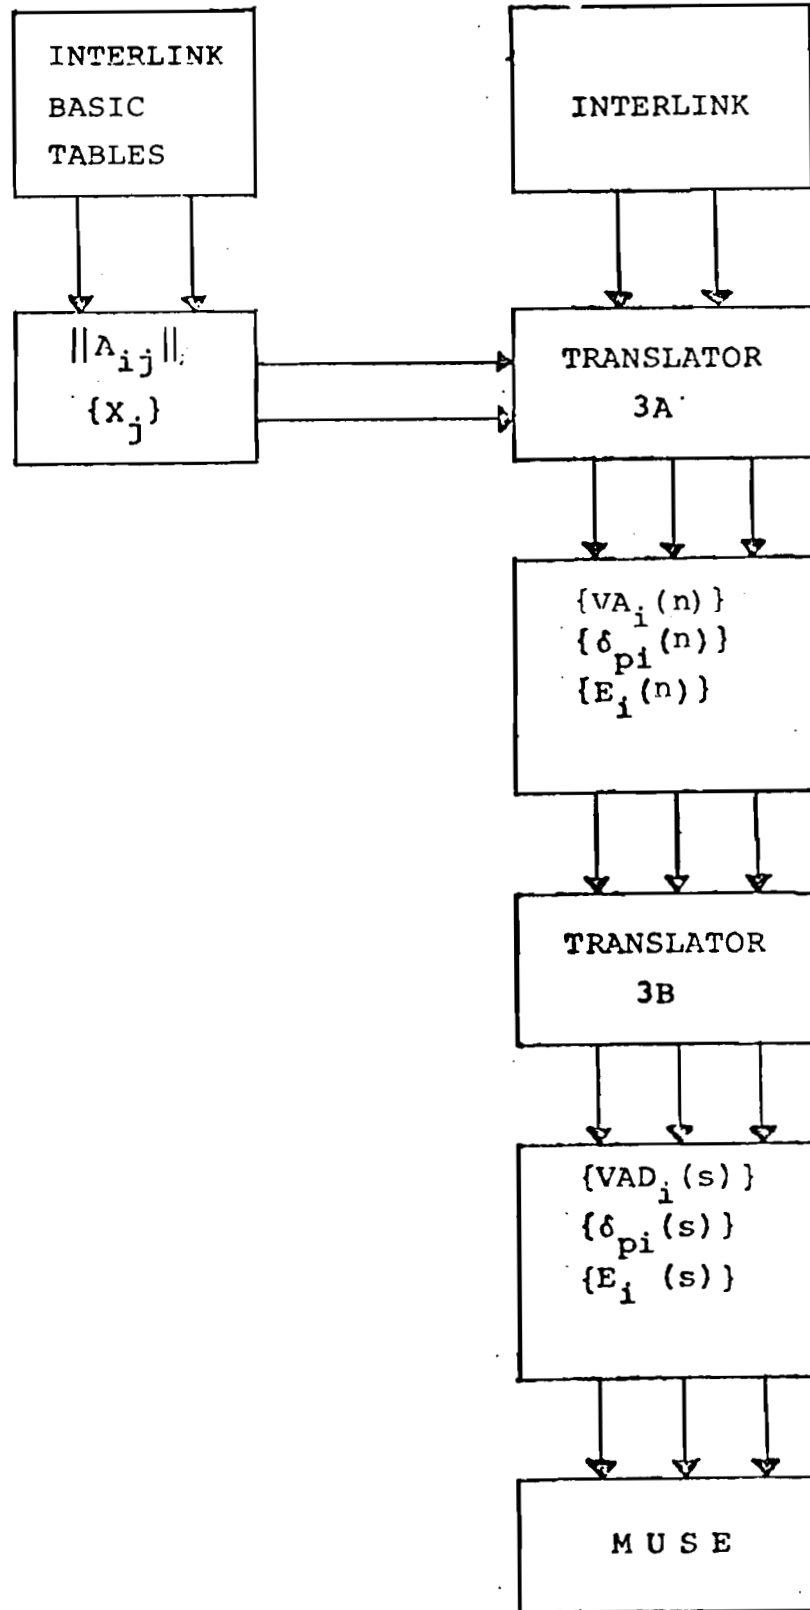 INTERLINK
BASIC
TABLES
INTERLINK
||A_ij||,
{X_j}
TRANSLATOR
3A
{VA_i(n)}
{δ_pi(n)}
{E_i(n)}
TRANSLATOR
3B
{VAD_i(s)}
{δ_pi(s)}
{E_i (s)}
M U S E